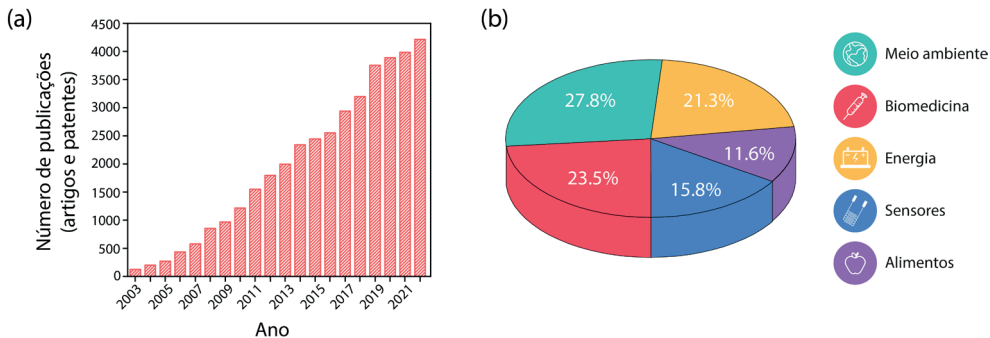 (a)
Número de publicações
(artigos e patentes)
4500
4000
3500
3000
2500
2000
1500
1000
500
0
2003
2005
2007
2009
2011
2013
2015
2017
2019
2021
Ano
(b)
27.8%
21.3%
11.6%
23.5%
15.8%
Meio ambiente
Biomedicina
Energia
Sensores
Alimentos